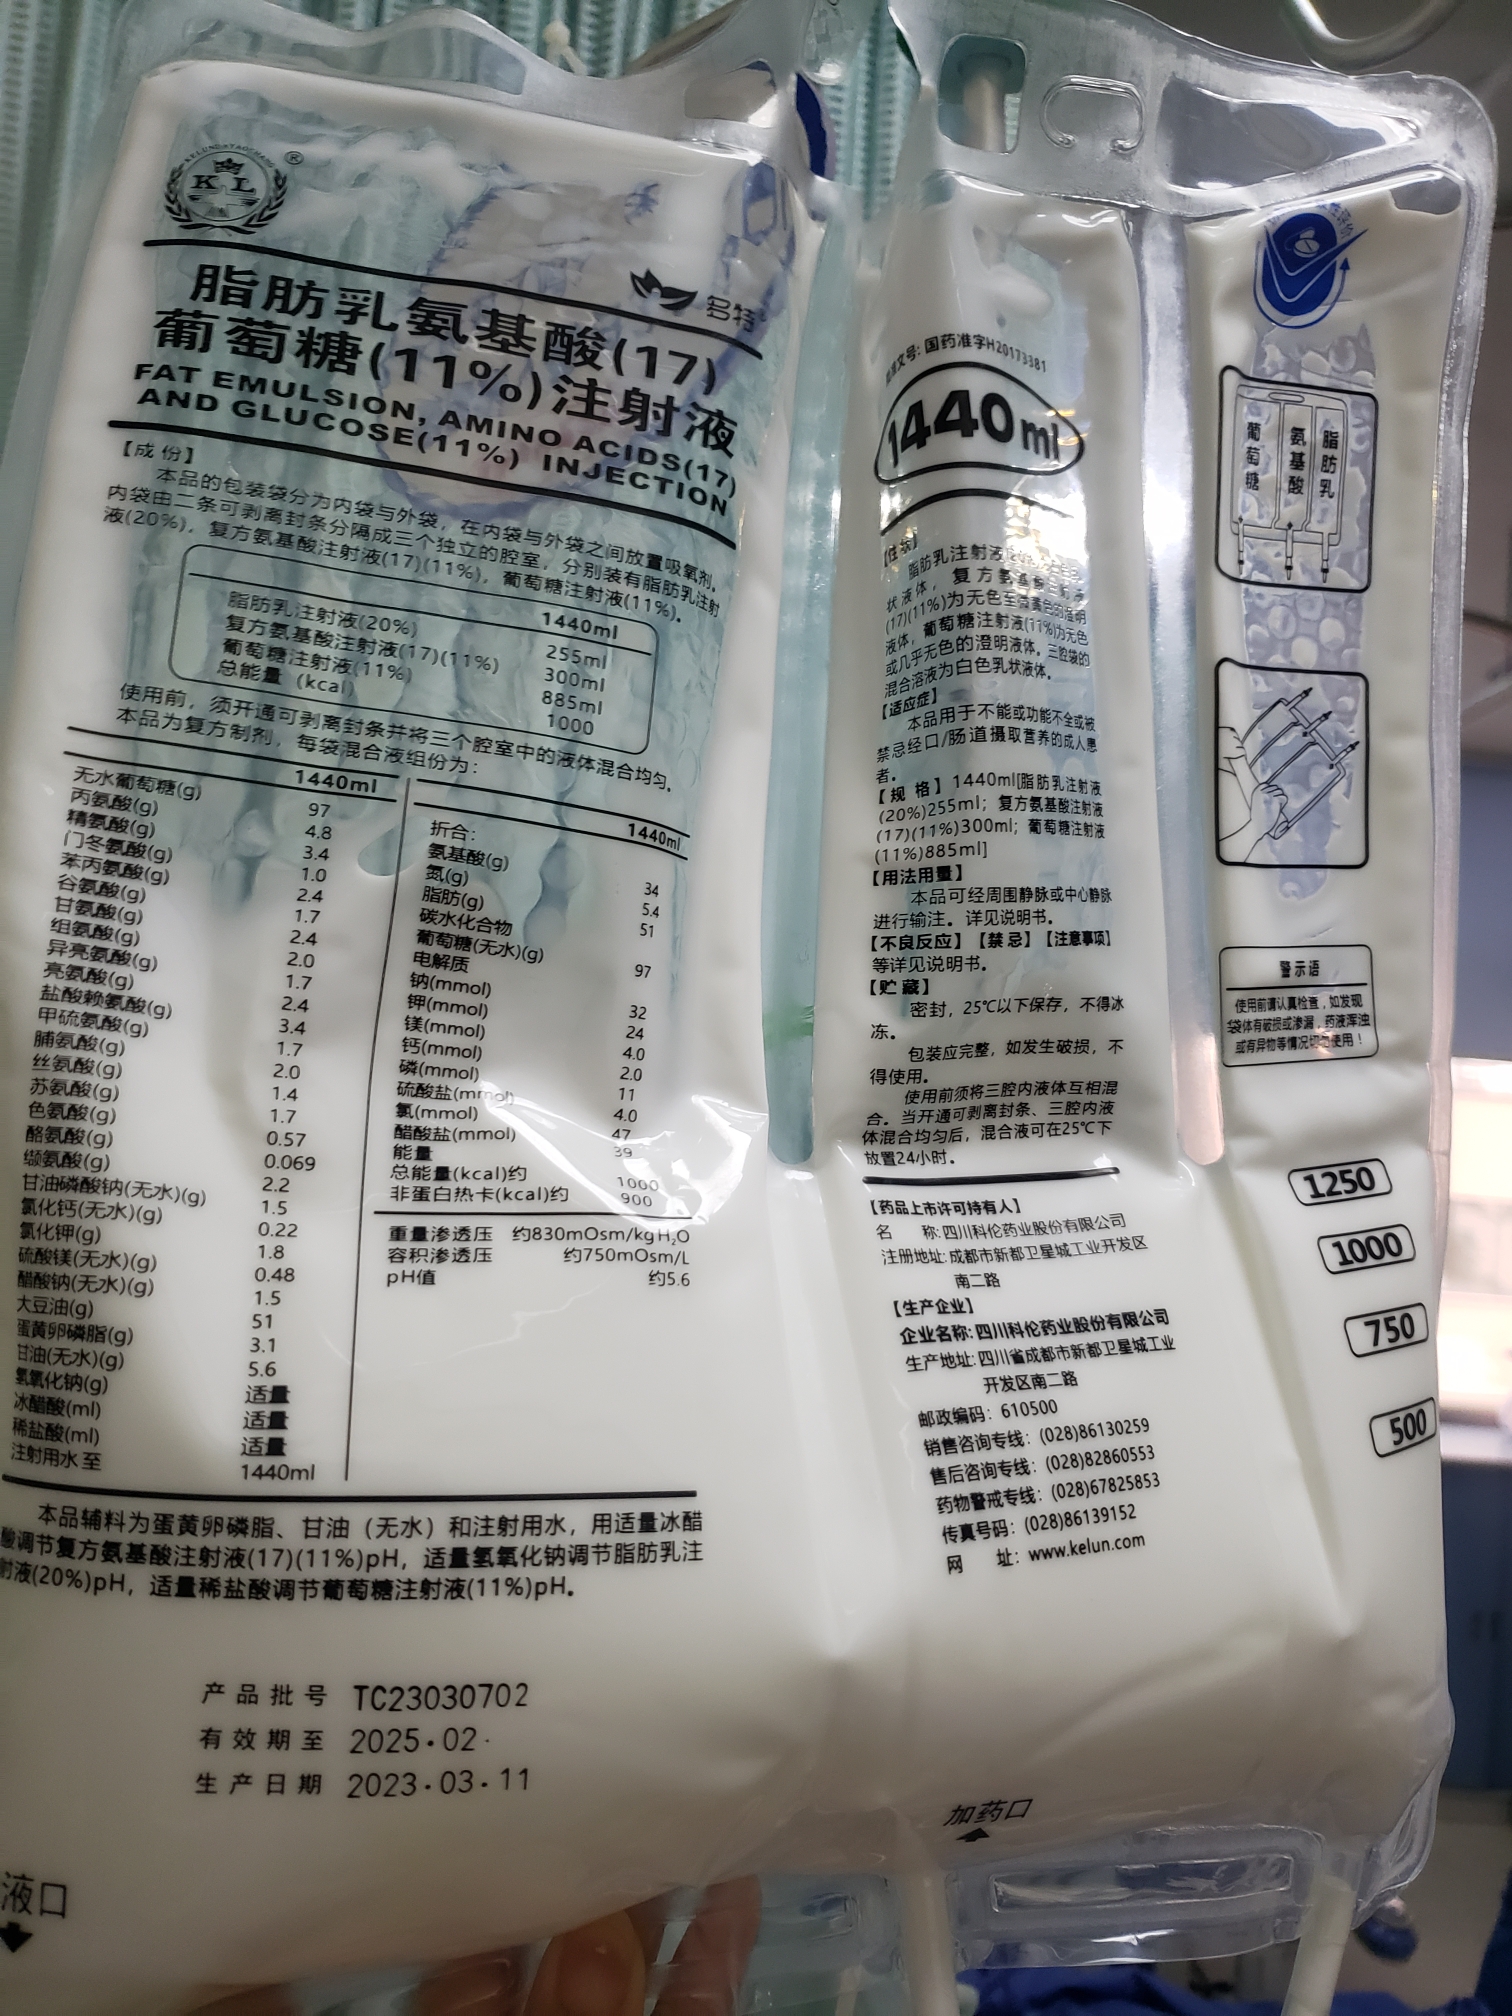 KL
®
多特
脂肪乳氨基酸(17)
葡萄糖(11%)注射液
FAT EMULSION, AMINO ACIDS(17)
AND GLUCOSE(11%) INJECTION
【成份】
本品的包装袋分为内袋与外袋，在内袋与外袋之间放置吸氧剂。
内袋由二条可剥离封条分隔成三个独立的腔室，分别装有脂肪乳注射
液(20%)，复方氨基酸注射液(17)(11%)，葡萄糖注射液(11%)。
1440ml
脂肪乳注射液(20%) 255ml
复方氨基酸注射液(17)(11%) 300ml
葡萄糖注射液(11%) 885ml
总能量 (kcal) 1000
使用前，须开通可剥离封条并将三个腔室中的液体混合均匀。
本品为复方制剂，每袋混合液组份为：
1440ml
无水葡萄糖(g) 97
丙氨酸(g) 4.8
精氨酸(g) 3.4
门冬氨酸(g) 1.0
苯丙氨酸(g) 2.4
谷氨酸(g) 1.7
甘氨酸(g) 2.4
组氨酸(g) 2.0
异亮氨酸(g) 1.7
亮氨酸(g) 2.4
盐酸赖氨酸(g) 3.4
甲硫氨酸(g) 1.7
脯氨酸(g) 2.0
丝氨酸(g) 1.4
苏氨酸(g) 1.7
色氨酸(g) 0.57
酪氨酸(g) 0.069
缬氨酸(g) 2.2
甘油磷酸钠(无水)(g) 1.5
氯化钙(无水)(g) 0.22
氯化钾(g) 1.8
硫酸镁(无水)(g) 0.48
醋酸钠(无水)(g) 1.5
大豆油(g) 51
蛋黄卵磷脂(g) 3.1
甘油(无水)(g) 5.6
氢氧化钠(g) 适量
冰醋酸(ml) 适量
稀盐酸(ml) 适量
注射用水 至 1440ml
折合： 1440ml
氨基酸(g) 34
氮(g) 5.4
脂肪(g) 51
碳水化合物
葡萄糖(无水)(g) 97
电解质
钠(mmol) 32
钾(mmol) 24
镁(mmol) 4.0
钙(mmol) 2.0
磷(mmol) 11
硫酸盐(mmol) 4.0
氯(mmol) 47
醋酸盐(mmol) 39
能量
总能量(kcal)约 1000
非蛋白热卡(kcal)约 900
重量渗透压 约830mOsm/kgH₂O
容积渗透压 约750mOsm/L
pH值 约5.6
本品辅料为蛋黄卵磷脂、甘油（无水）和注射用水，用适量冰醋
酸调节复方氨基酸注射液(17)(11%)pH，适量氢氧化钠调节脂肪乳注
射液(20%)pH，适量稀盐酸调节葡萄糖注射液(11%)pH。
产品批号 TC23030702
有效期至 2025.02.
生产日期 2023.03.11
液口
文号：国药准字H20173381
1440ml
脂肪乳注射液
状液体，复方氨基
(17)(11%)为无色至
液体，葡萄糖注射液(11%)为无色
或几乎无色的澄明液体。三腔袋的
混合溶液为白色乳状液体。
【适应症】
本品用于不能或功能不全或被
禁忌经口/肠道摄取营养的成人患
者。
【规 格】1440ml[脂肪乳注射液
(20%)255ml；复方氨基酸注射液
(17)(11%)300ml；葡萄糖注射液
(11%)885ml]
【用法用量】
本品可经周围静脉或中心静脉
进行输注。详见说明书。
【不良反应】【禁忌】【注意事项】
等详见说明书。
【贮藏】
密封，25℃以下保存，不得冰
冻。
包装应完整，如发生破损，不
得使用。
使用前须将三腔内液体互相混
合。当开通可剥离封条、三腔内液
体混合均匀后，混合液可在25℃下
放置24小时。
【药品上市许可持有人】
名 称：四川科伦药业股份有限公司
注册地址：成都市新都卫星城工业开发区
南二路
【生产企业】
企业名称：四川科伦药业股份有限公司
生产地址：四川省成都市新都卫星城工业
开发区南二路
邮政编码：610500
销售咨询专线：(028)86130259
售后咨询专线：(028)82860553
药物警戒专线：(028)67825853
传真号码：(028)86139152
网 址：www.kelun.com
加药口
葡萄糖
氨基酸
脂肪乳
警示语
使用前请认真检查，如发现
袋体有破损或渗漏，药液浑浊
或有异物等情况切勿使用！
1250
1000
750
500